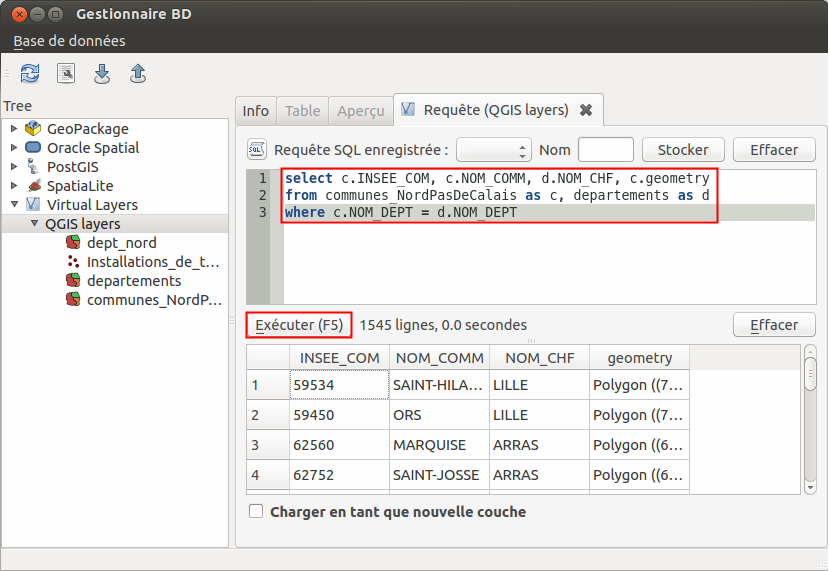 Gestionnaire BD
Base de données
Tree
GeoPackage
Oracle Spatial
PostGIS
SpatiaLite
Virtual Layers
QGIS layers
dept_nord
Installations_de_t...
departements
communes_NordP...
Info Table Aperçu Requête (QGIS layers)
SQL Requête SQL enregistrée : Nom Stocker Effacer
1 select c.INSEE_COM, c.NOM_COMM, d.NOM_CHF, c.geometry
2 from communes_NordPasDeCalais as c, departements as d
3 where c.NOM_DEPT = d.NOM_DEPT
Exécuter (F5) 1545 lignes, 0.0 secondes Effacer
INSEE_COM NOM_COMM NOM_CHF geometry
1 59534 SAINT-HILA... LILLE Polygon ((7...
2 59450 ORS LILLE Polygon ((7...
3 62560 MARQUISE ARRAS Polygon ((6...
4 62752 SAINT-JOSSE ARRAS Polygon ((6...
Charger en tant que nouvelle couche